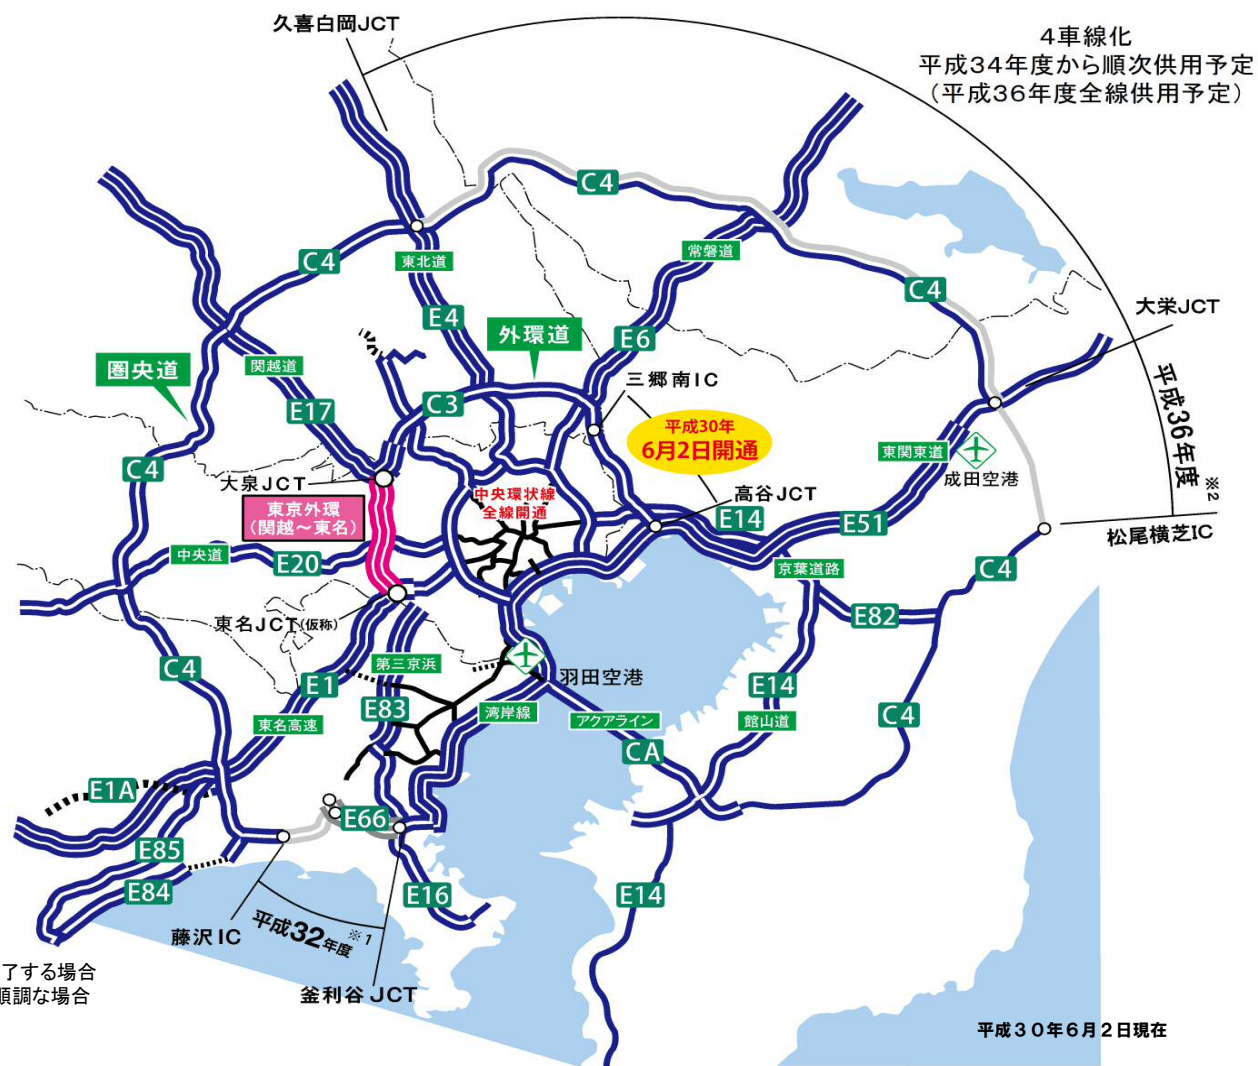 久喜白岡JCT
4車線化
平成34年度から順次供用予定
（平成36年度全線供用予定）
C4
C4
東北道
常磐道
C4
大栄JCT
E4
外環道
E6
圏央道
関越道
三郷南IC
平成36年度
※2
E17
C3
平成30年
6月2日開通
東関東道
成田空港
C4
大泉JCT
中央環状線
全線開通
高谷JCT
東京外環
（関越～東名）
E14
E51
松尾横芝IC
中央道
E20
京葉道路
C4
E82
東名JCT(仮称)
C4
第三京浜
羽田空港
E1
E14
E83
湾岸線
アクアライン
館山道
C4
東名高速
CA
E1A
E66
E85
E84
E16
E14
藤沢IC
平成32年度
※1
了する場合
順調な場合
釜利谷JCT
平成30年6月2日現在